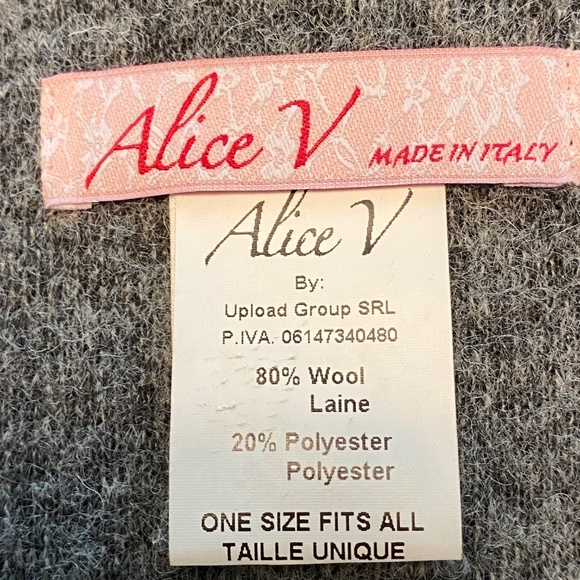 Alice V MADE IN ITALY
Alice V
By:
Upload Group SRL
P.IVA. 06147340480
80% Wool
Laine
20% Polyester
Polyester
ONE SIZE FITS ALL
TAILLE UNIQUE